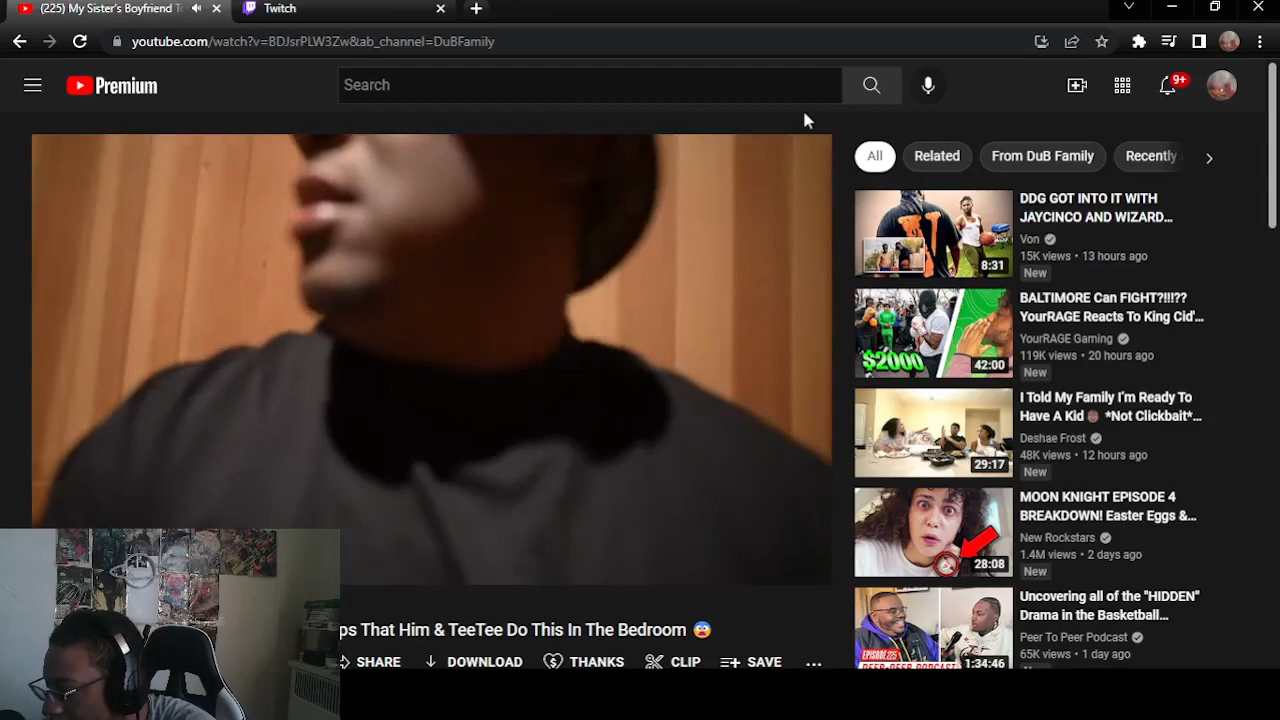 (225) My Sister's Boyfriend To
Twitch
youtube.com/watch?v=BDJsrPLW3Zw&ab_channel=DuBFamily
Premium
Search
9+
All
Related
From DuB Family
Recently
DDG GOT INTO IT WITH
JAYCINCO AND WIZARD...
Von
15K views • 13 hours ago
New
8:31
BALTIMORE Can FIGHT?!!!??
YourRAGE Reacts To King Cid'...
YourRAGE Gaming
119K views • 20 hours ago
New
$2000
42:00
I Told My Family I'm Ready To
Have A Kid *Not Clickbait*...
Deshae Frost
48K views • 12 hours ago
New
29:17
MOON KNIGHT EPISODE 4
BREAKDOWN! Easter Eggs &...
New Rockstars
1.4M views • 2 days ago
New
28:08
Uncovering all of the "HIDDEN"
Drama in the Basketball...
Peer To Peer Podcast
65K views • 1 day ago
EPISODE 225
PEER-PEER PODCAST
1:34:46
ps That Him & TeeTee Do This In The Bedroom 😨
SHARE
DOWNLOAD
THANKS
CLIP
SAVE
...